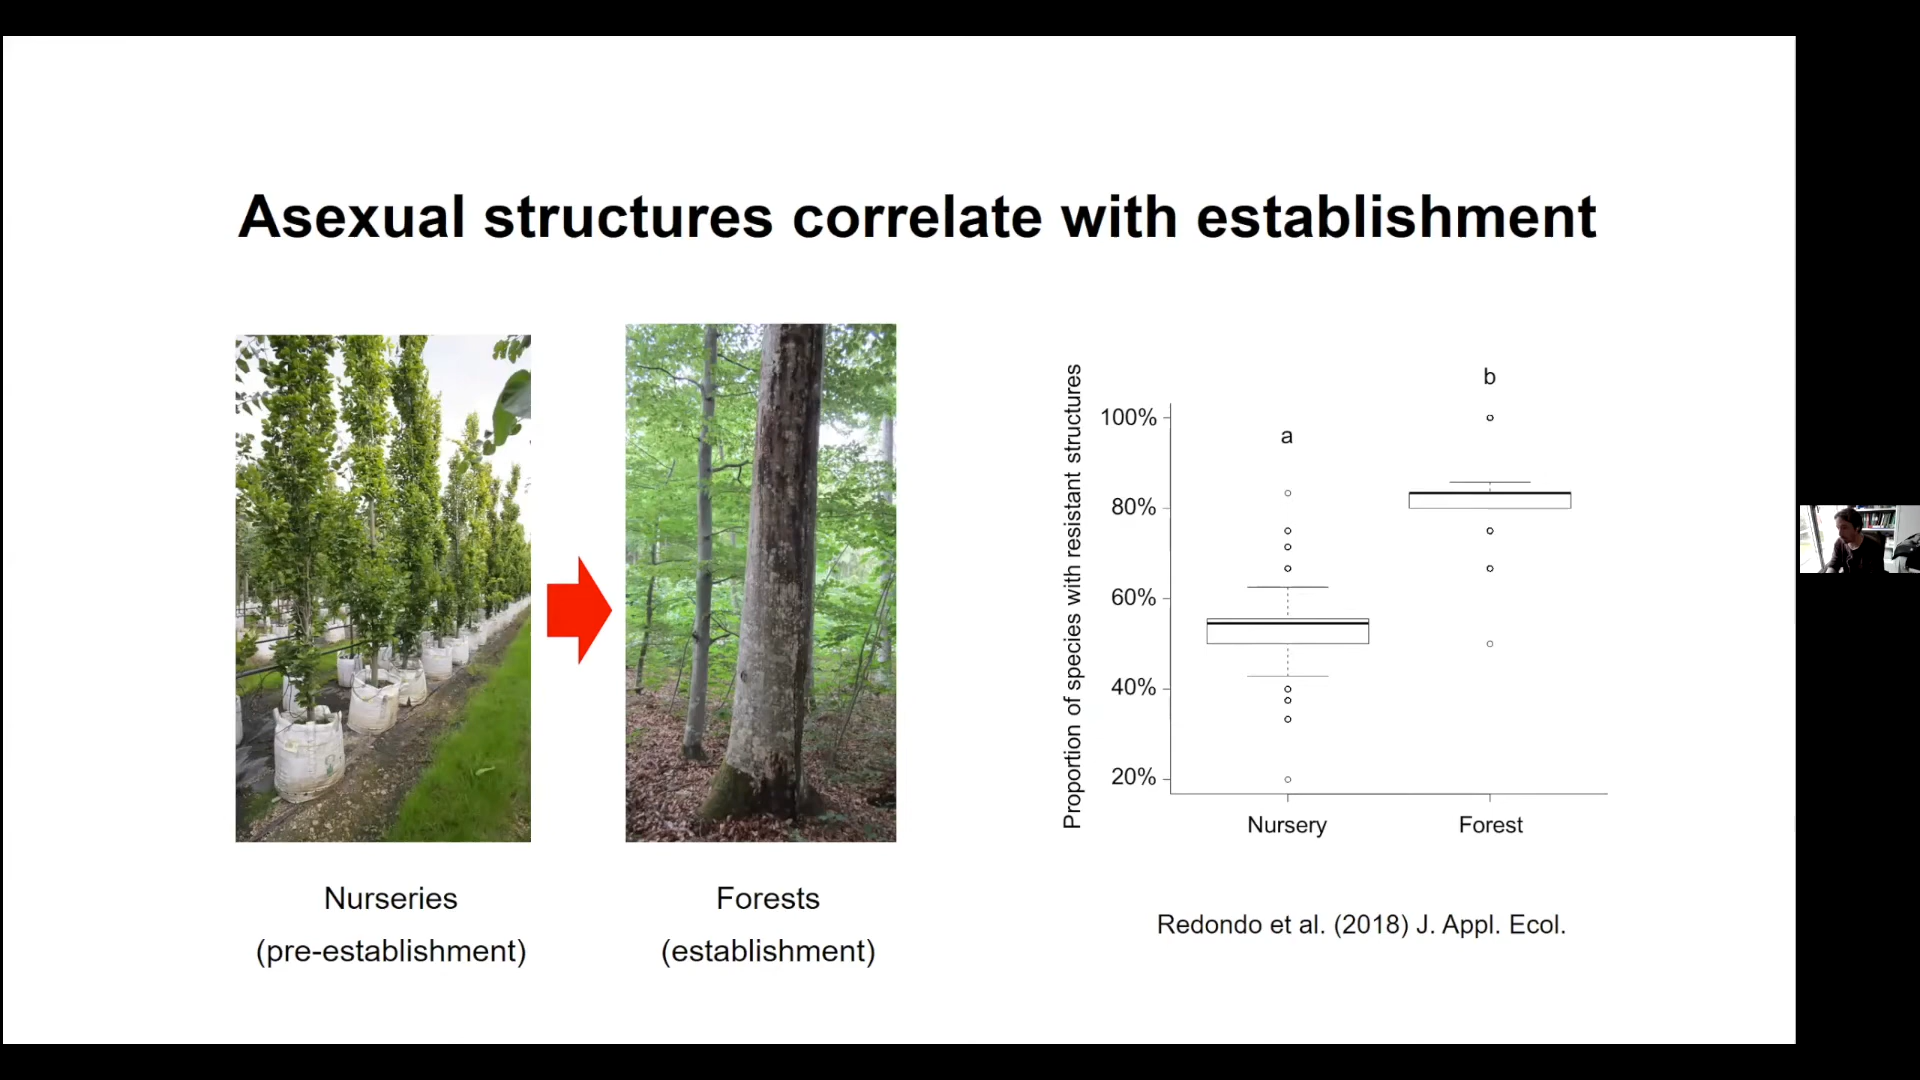 Asexual structures correlate with establishment
Nurseries
(pre-establishment)
Forests
(establishment)
Proportion of species with resistant structures
100%
80%
60%
40%
20%
a
b
Nursery
Forest
Redondo et al. (2018) J. Appl. Ecol.